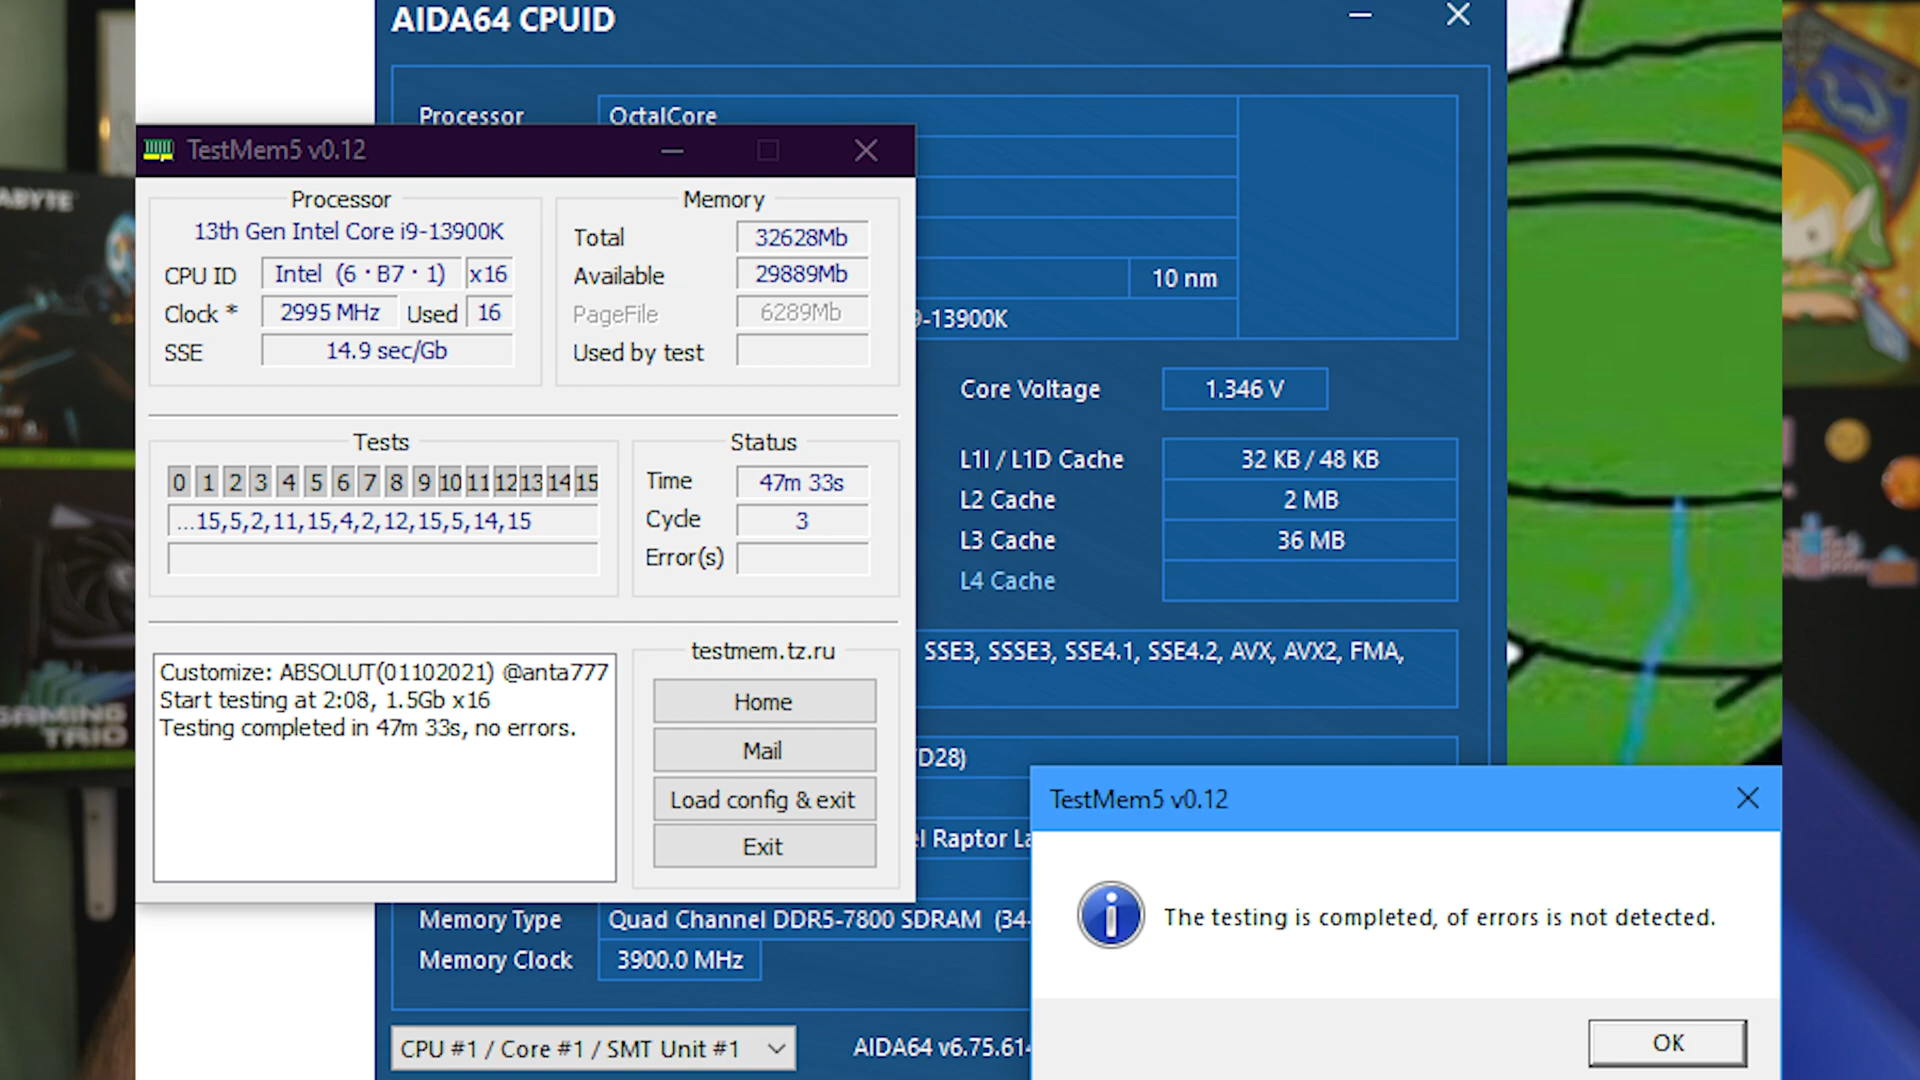 AIDA64 CPUID
Processor
OctalCore
10 nm
9-13900K
Core Voltage
1.346 V
L1I / L1D Cache
32 KB / 48 KB
L2 Cache
2 MB
L3 Cache
36 MB
L4 Cache
SSE3, SSSE3, SSE4.1, SSE4.2, AVX, AVX2, FMA,
D28)
el Raptor La
Memory Type
Quad Channel DDR5-7800 SDRAM (34-
Memory Clock
3900.0 MHz
CPU #1 / Core #1 / SMT Unit #1
AIDA64 v6.75.614
TestMem5 v0.12
Processor
13th Gen Intel Core i9-13900K
CPU ID
Intel (6 · B7 · 1)
x16
Clock *
2995 MHz
Used
16
SSE
14.9 sec/Gb
Memory
Total
32628Mb
Available
29889Mb
PageFile
6289Mb
Used by test
Tests
0 1 2 3 4 5 6 7 8 9 10 11 12 13 14 15
...15,5,2,11,15,4,2,12,15,5,14,15
Status
Time
47m 33s
Cycle
3
Error(s)
Customize: ABSOLUT(01102021) @anta777
Start testing at 2:08, 1.5Gb x16
Testing completed in 47m 33s, no errors.
testmem.tz.ru
Home
Mail
Load config & exit
Exit
TestMem5 v0.12
The testing is completed, of errors is not detected.
OK
ABYTE
GAMING
TRIO